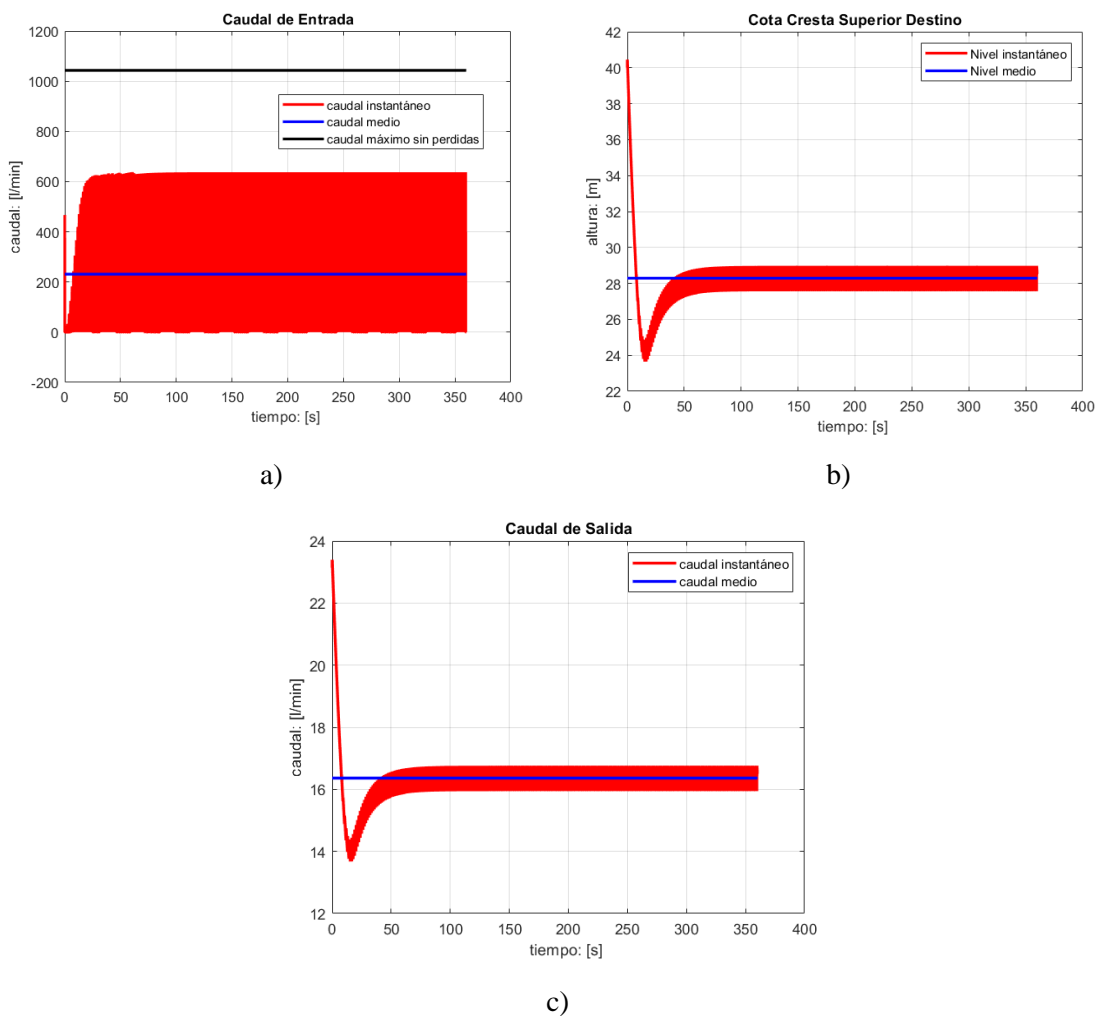 Caudal de Entrada
1200
1000
800
600
400
200
0
-200
caudal: [l/min]
caudal instantáneo
caudal medio
caudal máximo sin perdidas
0 50 100 150 200 250 300 350 400
tiempo: [s]
a)
Cota Cresta Superior Destino
42
40
38
36
34
32
30
28
26
24
22
altura: [m]
Nivel instantáneo
Nivel medio
0 50 100 150 200 250 300 350 400
tiempo: [s]
b)
Caudal de Salida
24
22
20
18
16
14
12
caudal: [l/min]
caudal instantáneo
caudal medio
0 50 100 150 200 250 300 350 400
tiempo: [s]
c)